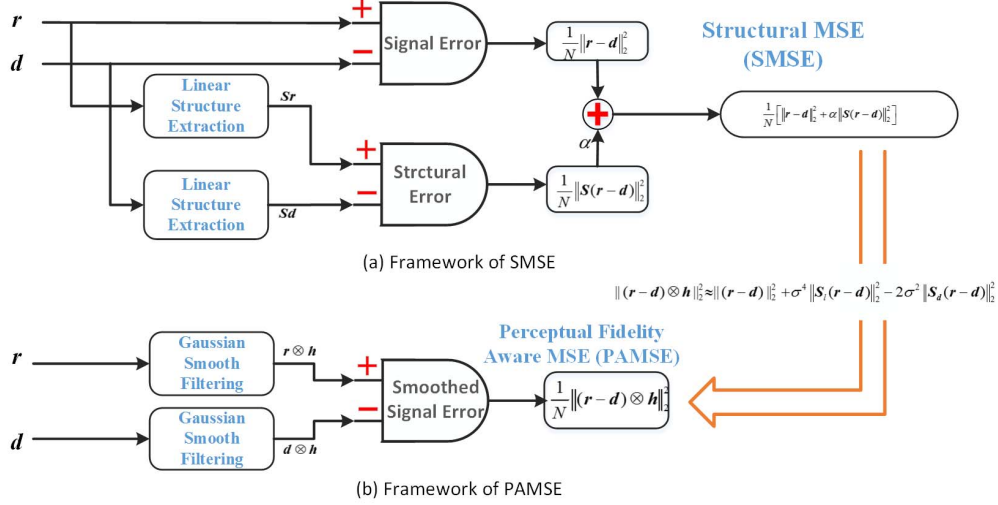 r
d
Signal Error
1/N ||r−d||₂²
Structural MSE
(SMSE)
Linear
Structure
Extraction
Sr
1/N [||r−d||₂² + α||S(r−d)||₂²]
α
Strctural
Error
1/N ||S(r−d)||₂²
Linear
Structure
Extraction
Sd
(a) Framework of SMSE
||(r−d)⊗h||₂²≈||(r−d)||₂² + σ⁴||Sₗ(r−d)||₂² − 2σ²||S_d(r−d)||₂²
Perceptual Fidelity
Aware MSE (PAMSE)
r
Gaussian
Smooth
Filtering
r ⊗ h
Smoothed
Signal Error
1/N ||(r−d)⊗h||₂²
d
Gaussian
Smooth
Filtering
d ⊗ h
(b) Framework of PAMSE